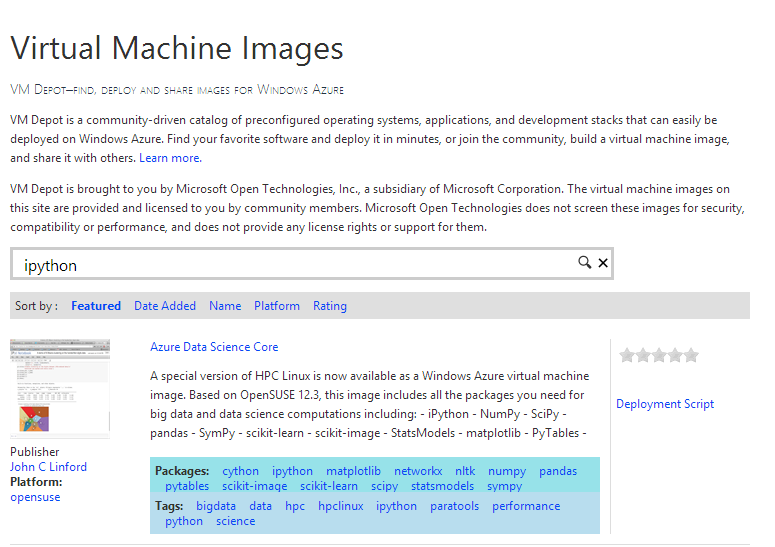 Virtual Machine Images
VM Depot—find, deploy and share images for Windows Azure
VM Depot is a community-driven catalog of preconfigured operating systems, applications, and development stacks that can easily be
deployed on Windows Azure. Find your favorite software and deploy it in minutes, or join the community, build a virtual machine image,
and share it with others. Learn more.
VM Depot is brought to you by Microsoft Open Technologies, Inc., a subsidiary of Microsoft Corporation. The virtual machine images on
this site are provided and licensed to you by community members. Microsoft Open Technologies does not screen these images for security,
compatibility or performance, and does not provide any license rights or support for them.
ipython
Sort by : Featured Date Added Name Platform Rating
Azure Data Science Core
A special version of HPC Linux is now available as a Windows Azure virtual machine
image. Based on OpenSUSE 12.3, this image includes all the packages you need for
big data and data science computations including: - iPython - NumPy - SciPy -
pandas - SymPy - scikit-learn - scikit-image - StatsModels - matplotlib - PyTables -
Deployment Script
Publisher
John C Linford
Platform:
opensuse
Packages: cython ipython matplotlib networkx nltk numpy pandas
pytables scikit-image scikit-learn scipy statsmodels sympy
Tags: bigdata data hpc hpclinux ipython paratools performance
python science